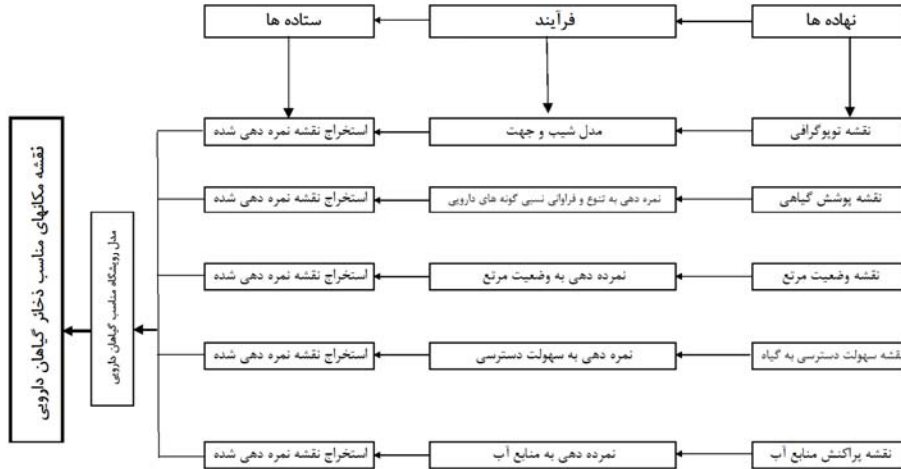 نهاده ها
فرآیند
ستاده ها
نقشه توپوگرافی
مدل شیب و جهت
استخراج نقشه نمره دهی شده
نقشه پوشش گیاهی
نمره دهی به تنوع و فراوانی نسبی گونه های دارویی
استخراج نقشه نمره دهی شده
نقشه وضعیت مرتع
نمرده دهی به وضعیت مرتع
استخراج نقشه نمره دهی شده
نقشه سهولت دسترسی به گیاه
نمره دهی به سهولت دسترسی
استخراج نقشه نمره دهی شده
نقشه پراکنش منابع آب
نمرده دهی به منابع آب
استخراج نقشه نمره دهی شده
مدل رویشگاه مناسب گیاهان دارویی
نقشه مکانهای مناسب ذخائر گیاهان دارویی